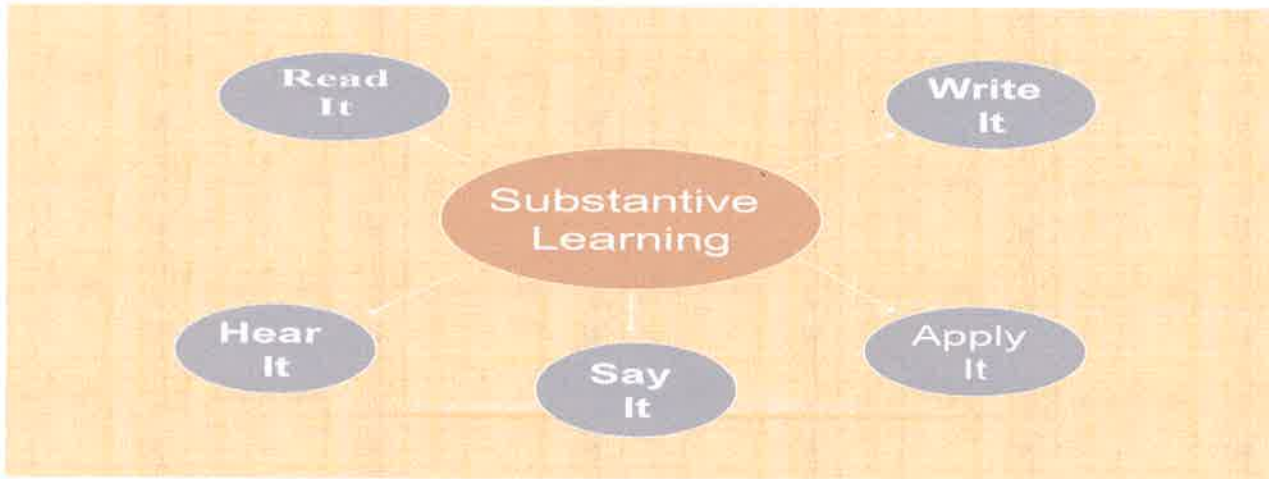 Read
It
Write
It
Substantive
Learning
Hear
It
Say
It
Apply
It